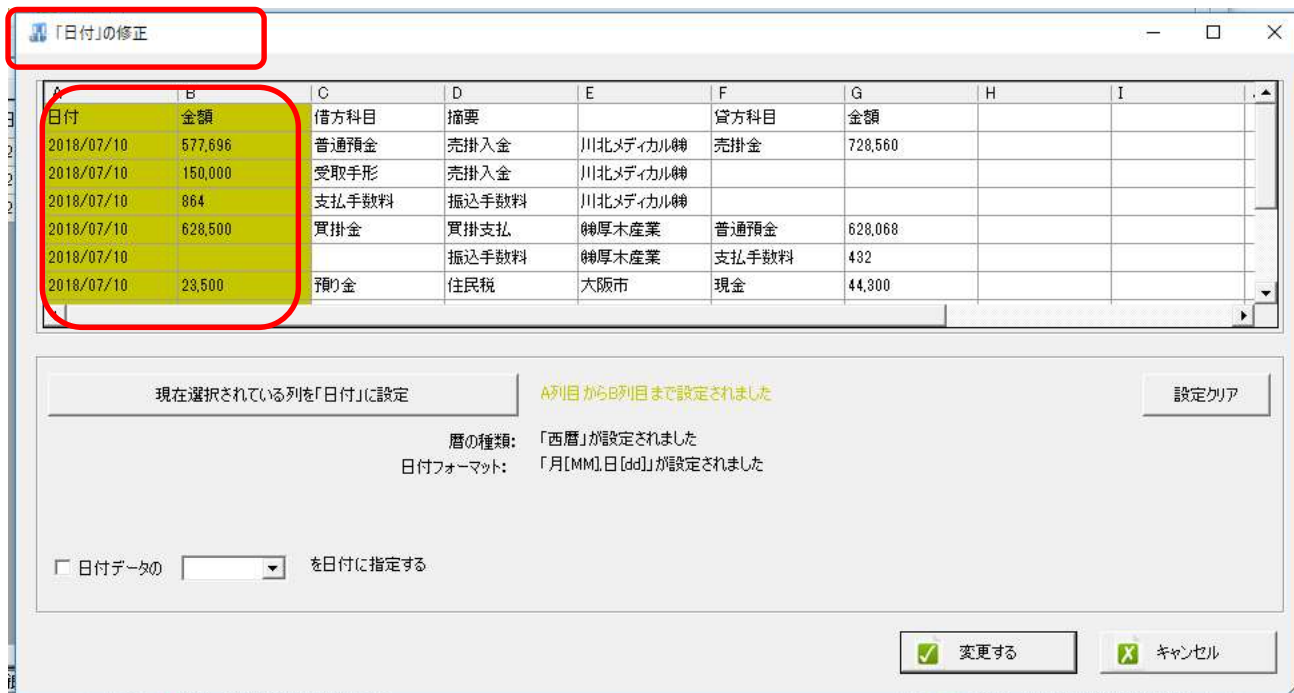 「日付」の修正
A B C D E F G H I
日付 金額 借方科目 摘要 貸方科目 金額
2018/07/10 577,696 普通預金 売掛入金 川北メディカル㈱ 売掛金 728,560
2018/07/10 150,000 受取手形 売掛入金 川北メディカル㈱
2018/07/10 864 支払手数料 振込手数料 川北メディカル㈱
2018/07/10 628,500 買掛金 買掛支払 ㈱厚木産業 普通預金 628,068
2018/07/10 振込手数料 ㈱厚木産業 支払手数料 432
2018/07/10 23,500 預り金 住民税 大阪市 現金 44,300
現在選択されている列を「日付」に設定 A列目からB列目まで設定されました 設定クリア
暦の種類: 「西暦」が設定されました
日付フォーマット: 「月[MM],日[dd]」が設定されました
日付データの を日付に指定する
変更する キャンセル